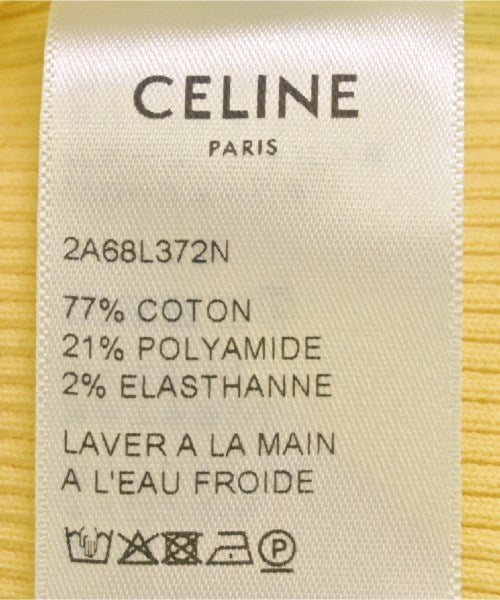 CELINE
PARIS
2A68L372N
77% COTON
21% POLYAMIDE
2% ELASTHANNE
LAVER A LA MAIN
A L'EAU FROIDE
P